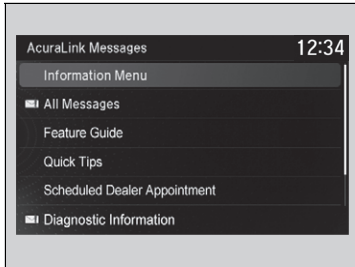 AcuraLink Messages 12:34
Information Menu
All Messages
Feature Guide
Quick Tips
Scheduled Dealer Appointment
Diagnostic Information